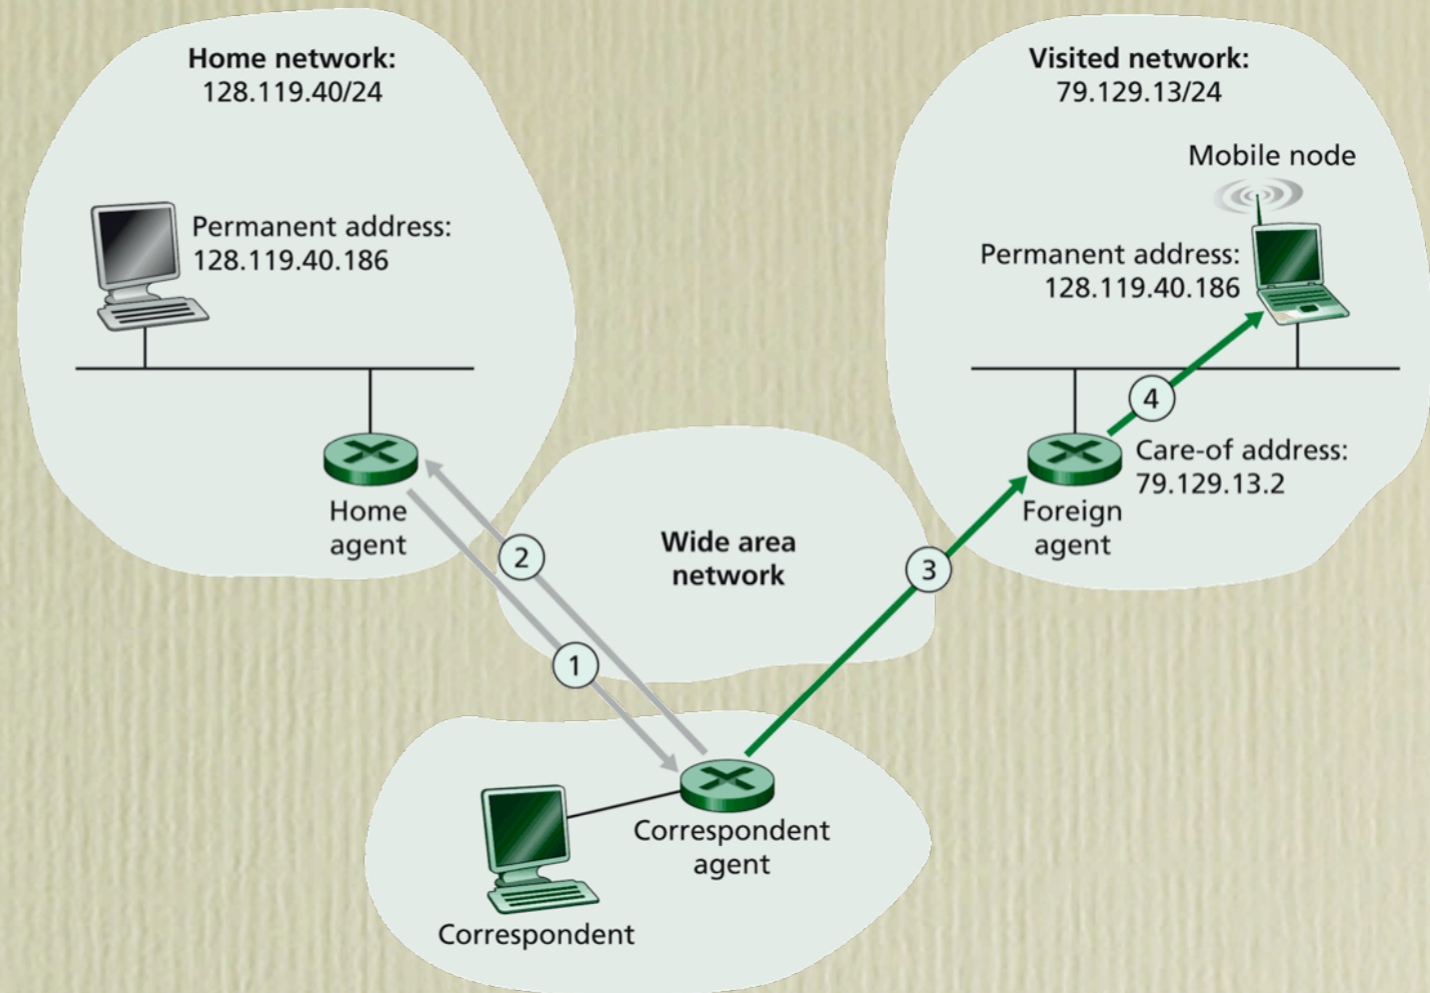 Home network:
128.119.40/24
Visited network:
79.129.13/24
Mobile node
Permanent address:
128.119.40.186
Permanent address:
128.119.40.186
4
Home
agent
Care-of address:
79.129.13.2
Foreign
agent
Wide area
network
2
3
1
Correspondent
agent
Correspondent